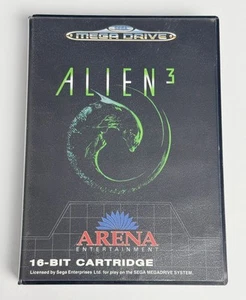 SEGA
MEGA DRIVE
ALIEN 3
ARENA
ENTERTAINMENT
16-BIT CARTRIDGE
Licensed by Sega Enterprises Ltd. for play on the SEGA MEGADRIVE SYSTEM.